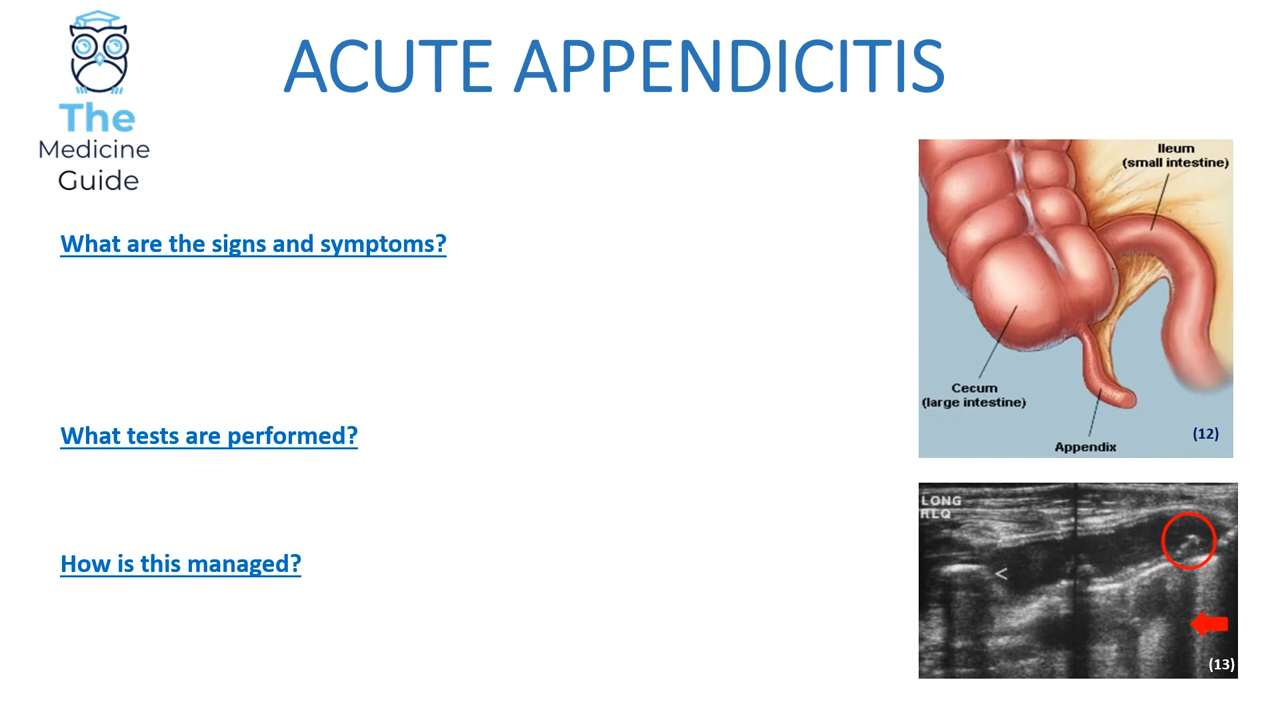 The
Medicine
Guide
ACUTE APPENDICITIS
What are the signs and symptoms?
What tests are performed?
How is this managed?
Ileum
(small intestine)
Cecum
(large intestine)
Appendix
(12)
LONG
RLQ
<
(13)